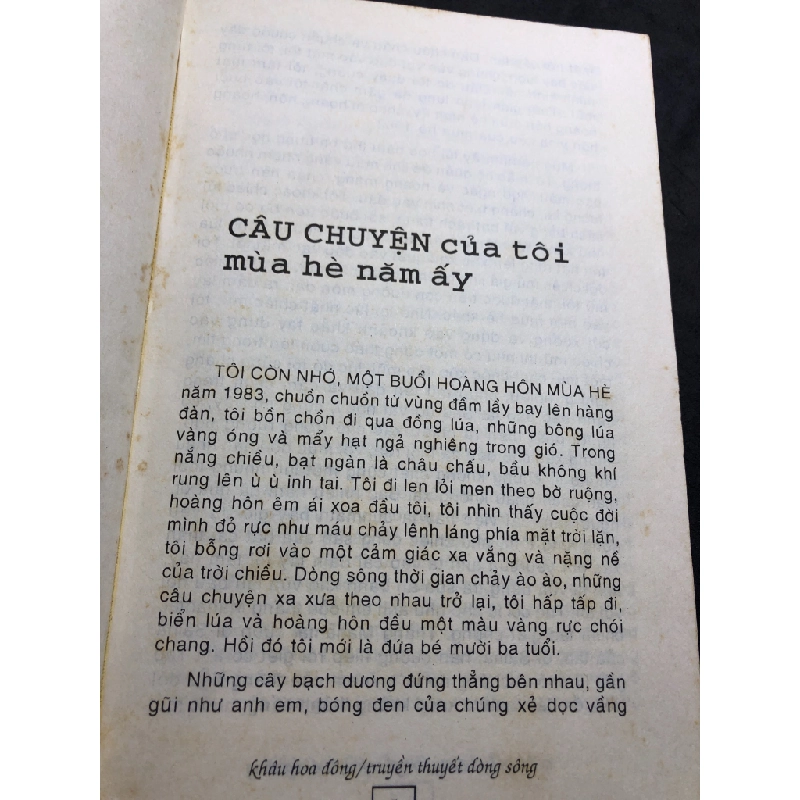 CÂU CHUYỆN của tôi
mùa hè năm ấy
TÔI CÒN NHỚ, MỘT BUỔI HOÀNG HÔN MÙA HÈ
năm 1983, chuồn chuồn từ vùng đầm lầy bay lên hàng
đàn, tôi bồn chồn đi qua đồng lúa, những bông lúa
vàng óng và mẩy hạt ngả nghiêng trong gió. Trong
nắng chiều, bạt ngàn là châu chấu, bầu không khí
rung lên ù ù inh tai. Tôi đi len lỏi men theo bờ ruộng,
hoàng hôn êm ái xoa đầu tôi, tôi nhìn thấy cuộc đời
mình đỏ rực như máu chảy lênh láng phía mặt trời lặn,
tôi bỗng rơi vào một cảm giác xa vắng và nặng nề
của trời chiều. Dòng sông thời gian chảy ào ào, những
câu chuyện xa xưa theo nhau trở lại, tôi hấp tấp đi,
biển lúa và hoàng hôn đều một màu vàng rực chói
chang. Hồi đó tôi mới là đứa bé mười ba tuổi.
Những cây bạch dương đứng thẳng bên nhau, gần
gũi như anh em, bóng đen của chúng xẻ dọc vầng
khâu hoa đông/truyền thuyết dòng sông